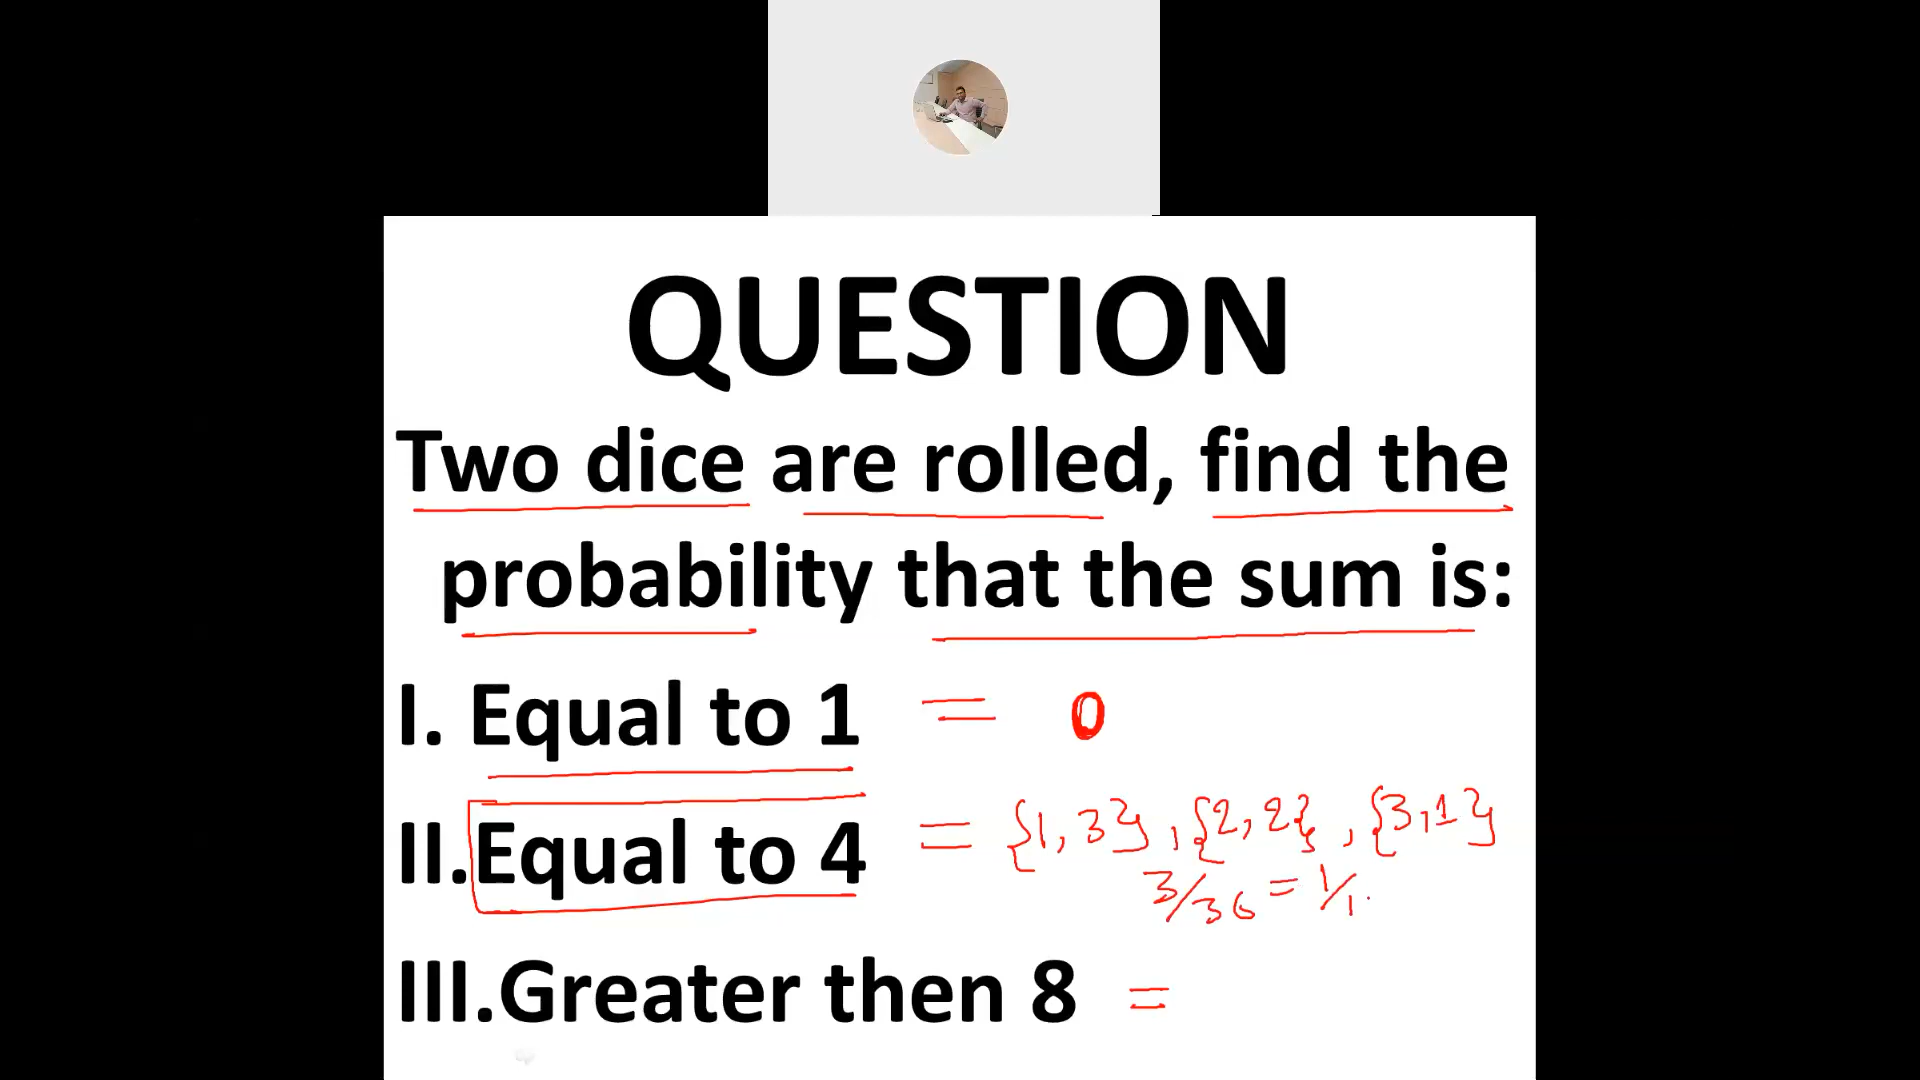 QUESTION
Two dice are rolled, find the
probability that the sum is:
I. Equal to 1 = 0
II.Equal to 4 = {1, 3}, {2, 2}, {3, 1}
3/36 = 1/1.
III.Greater then 8 =